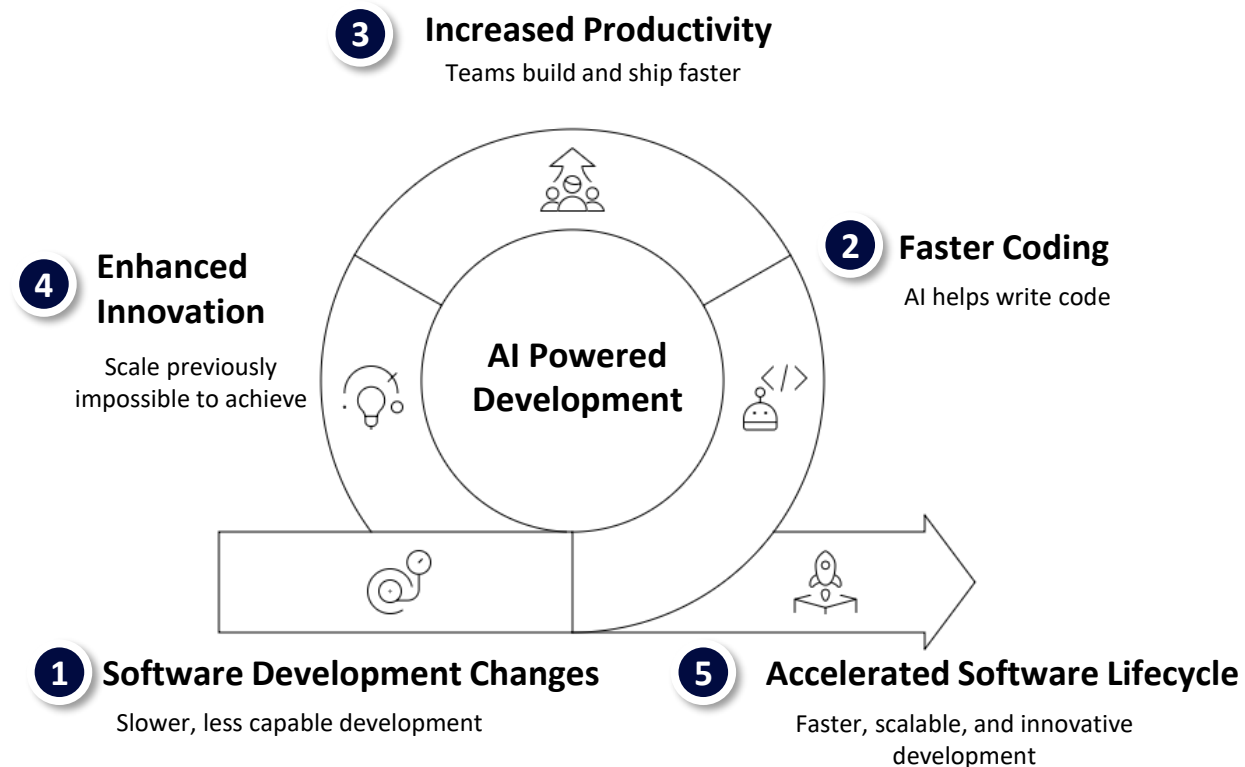 3
Increased Productivity
Teams build and ship faster
2
Faster Coding
AI helps write code
4
Enhanced
Innovation
Scale previously
impossible to achieve
AI Powered
Development
</>
1
Software Development Changes
Slower, less capable development
5
Accelerated Software Lifecycle
Faster, scalable, and innovative
development